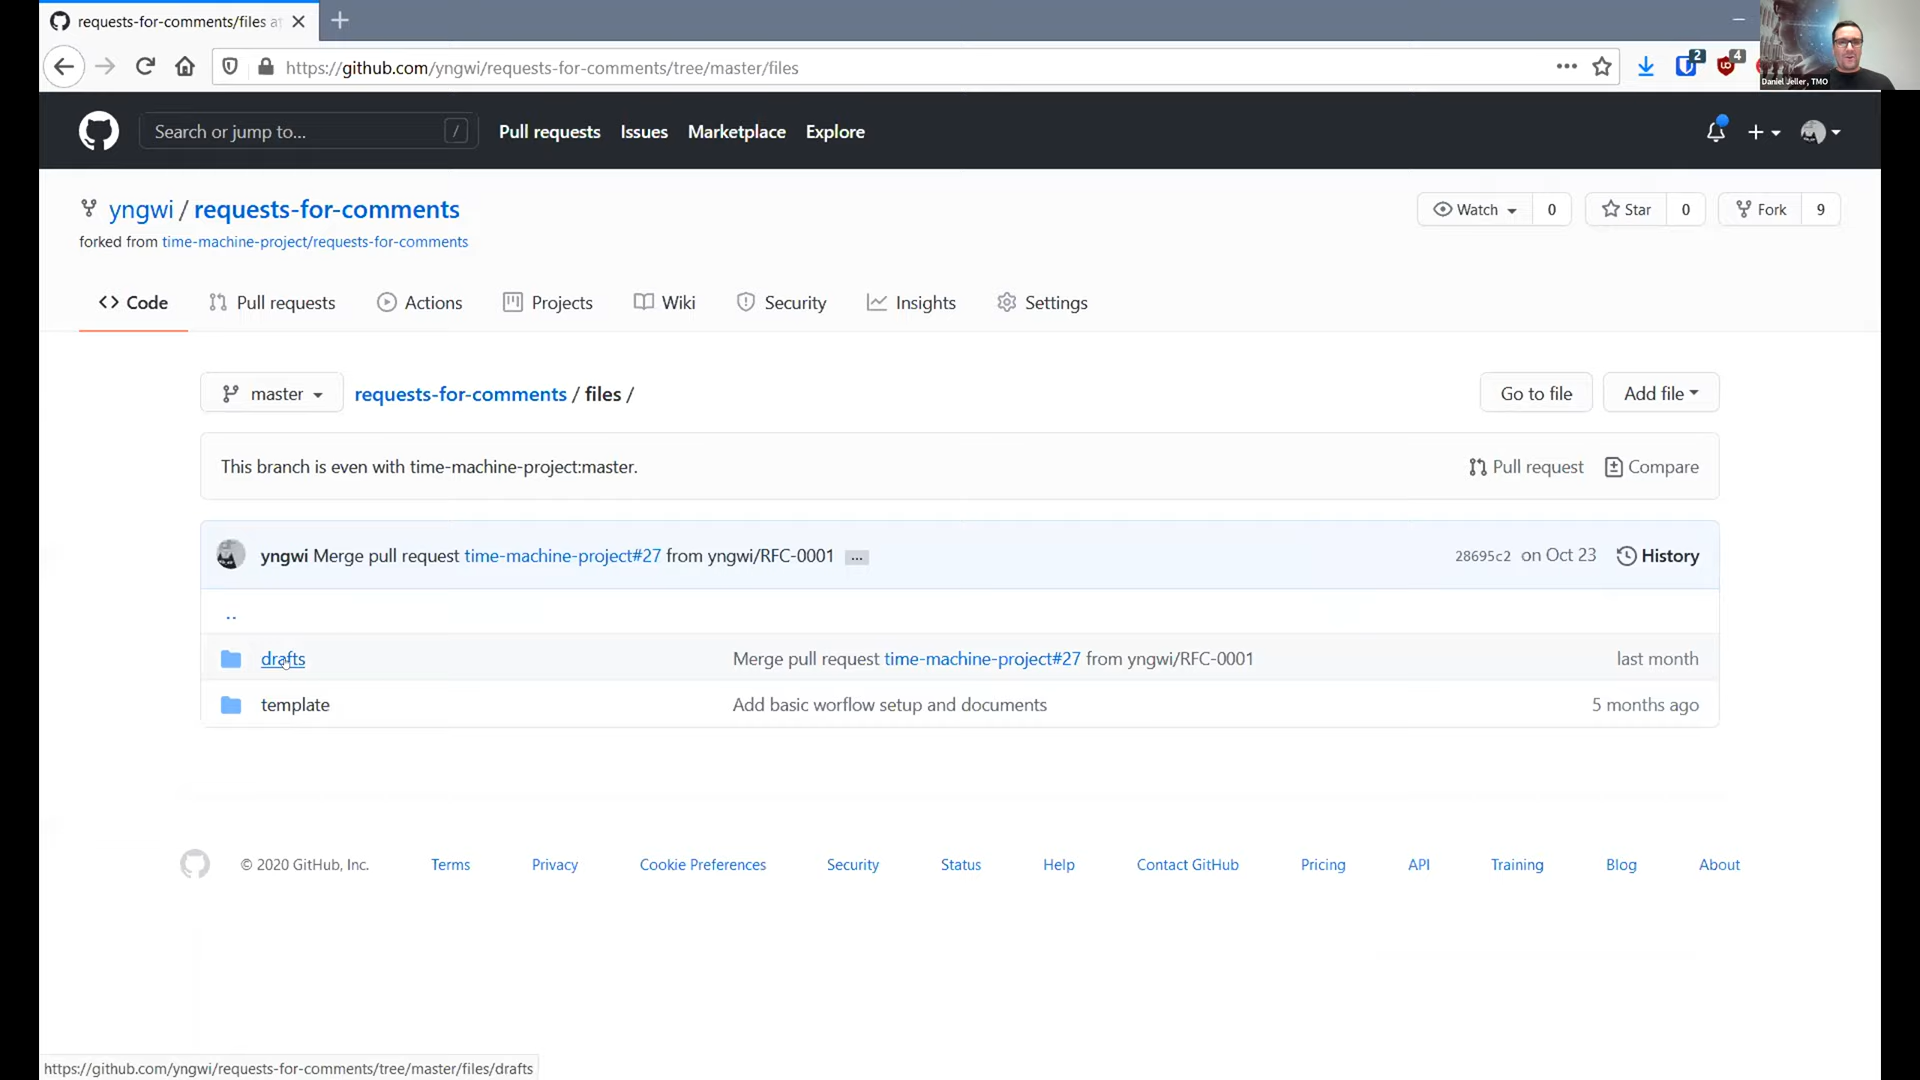 requests-for-comments/files a
https://github.com/yngwi/requests-for-comments/tree/master/files
2
4
Daniel Jeller, TMO
Search or jump to...
/
Pull requests
Issues
Marketplace
Explore
yngwi / requests-for-comments
Watch
0
Star
0
Fork
9
forked from time-machine-project/requests-for-comments
Code
Pull requests
Actions
Projects
Wiki
Security
Insights
Settings
master
requests-for-comments / files /
Go to file
Add file
This branch is even with time-machine-project:master.
Pull request
Compare
yngwi Merge pull request time-machine-project#27 from yngwi/RFC-0001 ...
28695c2 on Oct 23
History
..
drafts
Merge pull request time-machine-project#27 from yngwi/RFC-0001
last month
template
Add basic worflow setup and documents
5 months ago
© 2020 GitHub, Inc.
Terms
Privacy
Cookie Preferences
Security
Status
Help
Contact GitHub
Pricing
API
Training
Blog
About
https://github.com/yngwi/requests-for-comments/tree/master/files/drafts